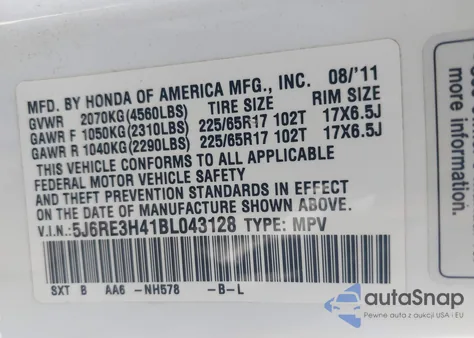 MFD. BY HONDA OF AMERICA MFG., INC. 08/'11
GVWR 2070KG(4560LBS) TIRE SIZE RIM SIZE
GAWR F 1050KG(2310LBS) 225/65R17 102T 17X6.5J
GAWR R 1040KG(2290LBS) 225/65R17 102T 17X6.5J
THIS VEHICLE CONFORMS TO ALL APPLICABLE
FEDERAL MOTOR VEHICLE SAFETY
AND THEFT PREVENTION STANDARDS IN EFFECT
ON THE DATE OF MANUFACTURE SHOWN ABOVE.
V.I.N.: 5J6RE3H41BL043128 TYPE: MPV
SXT B AA6 -NH578 -B-L
autoSnap
Pewne auta z aukcji USA i EU